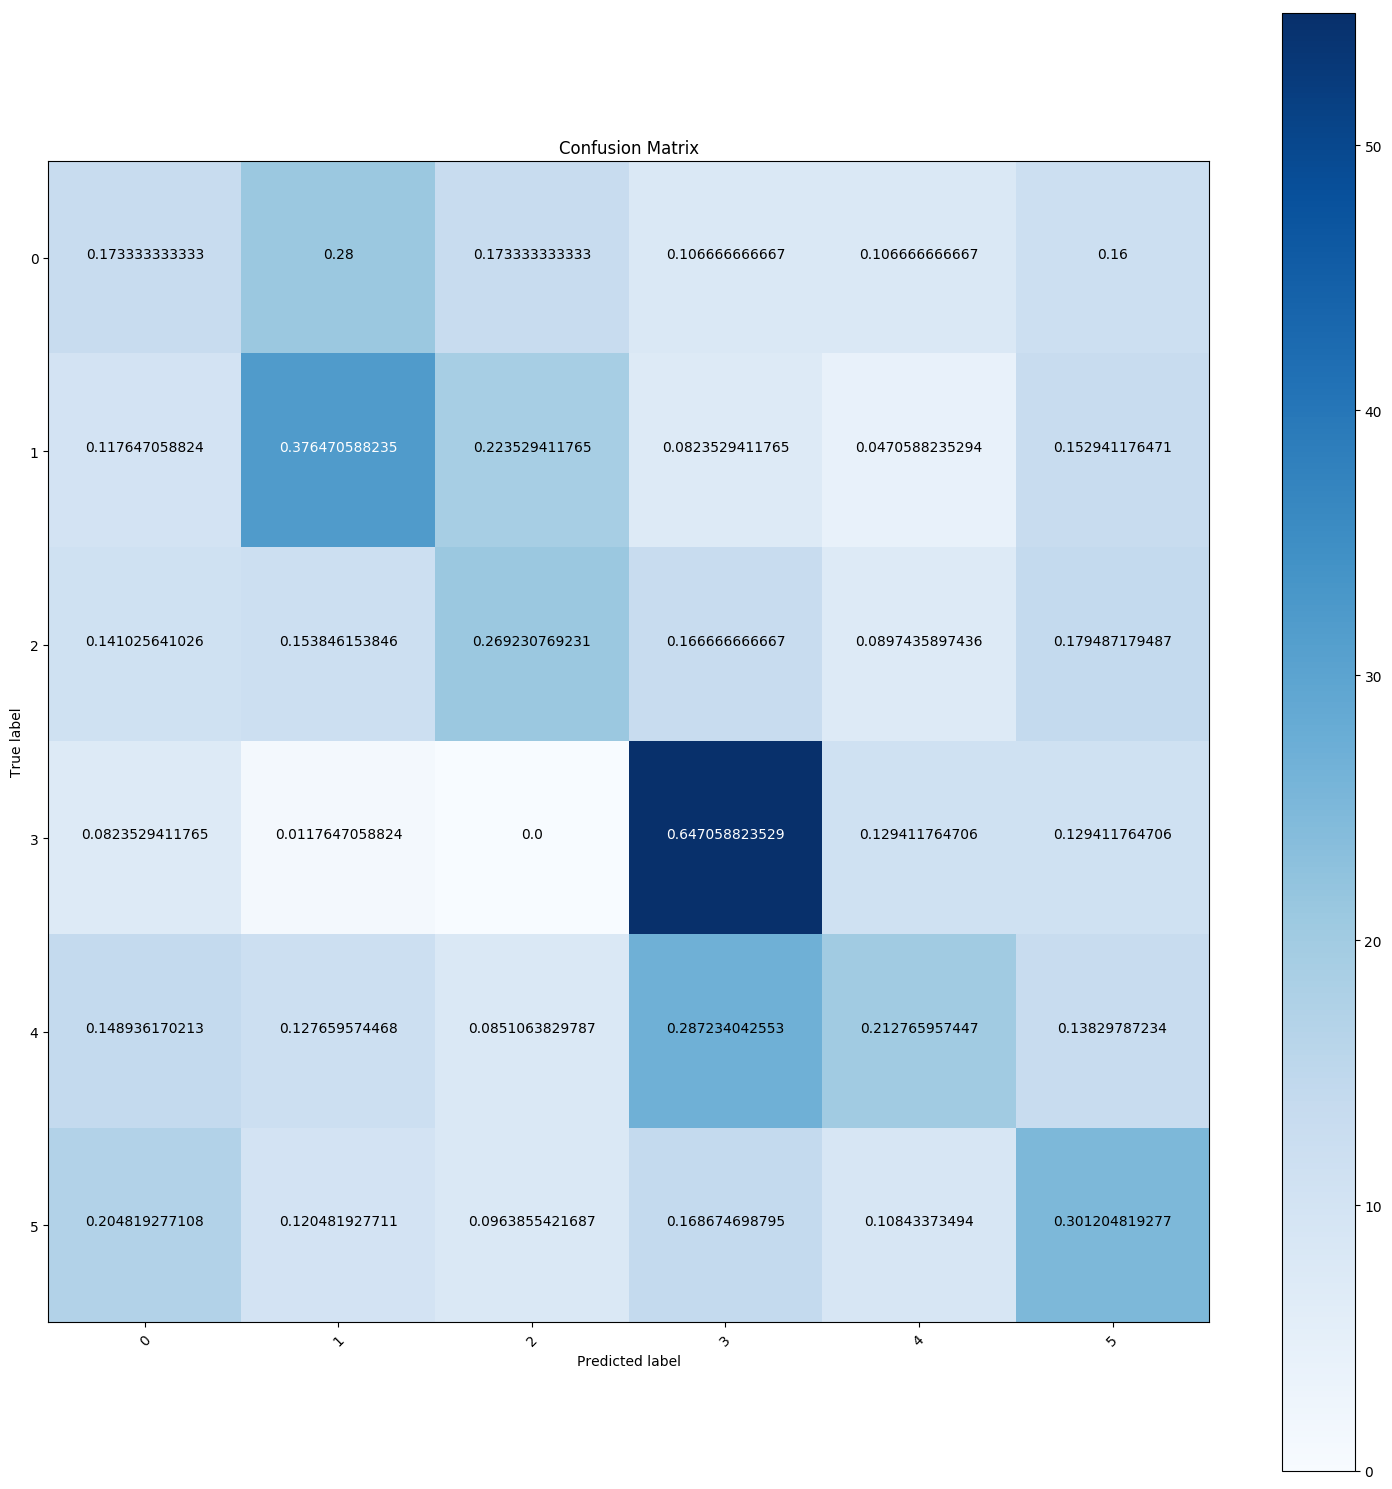 Confusion Matrix
0 0.173333333333 0.28 0.173333333333 0.106666666667 0.106666666667 0.16
1 0.117647058824 0.376470588235 0.223529411765 0.0823529411765 0.0470588235294 0.152941176471
2 0.141025641026 0.153846153846 0.269230769231 0.166666666667 0.0897435897436 0.179487179487
3 0.0823529411765 0.0117647058824 0.0 0.647058823529 0.129411764706 0.129411764706
4 0.148936170213 0.127659574468 0.0851063829787 0.287234042553 0.212765957447 0.13829787234
5 0.204819277108 0.120481927711 0.0963855421687 0.168674698795 0.10843373494 0.301204819277
0 1 2 3 4 5
Predicted label
True label
50
40
30
20
10
0